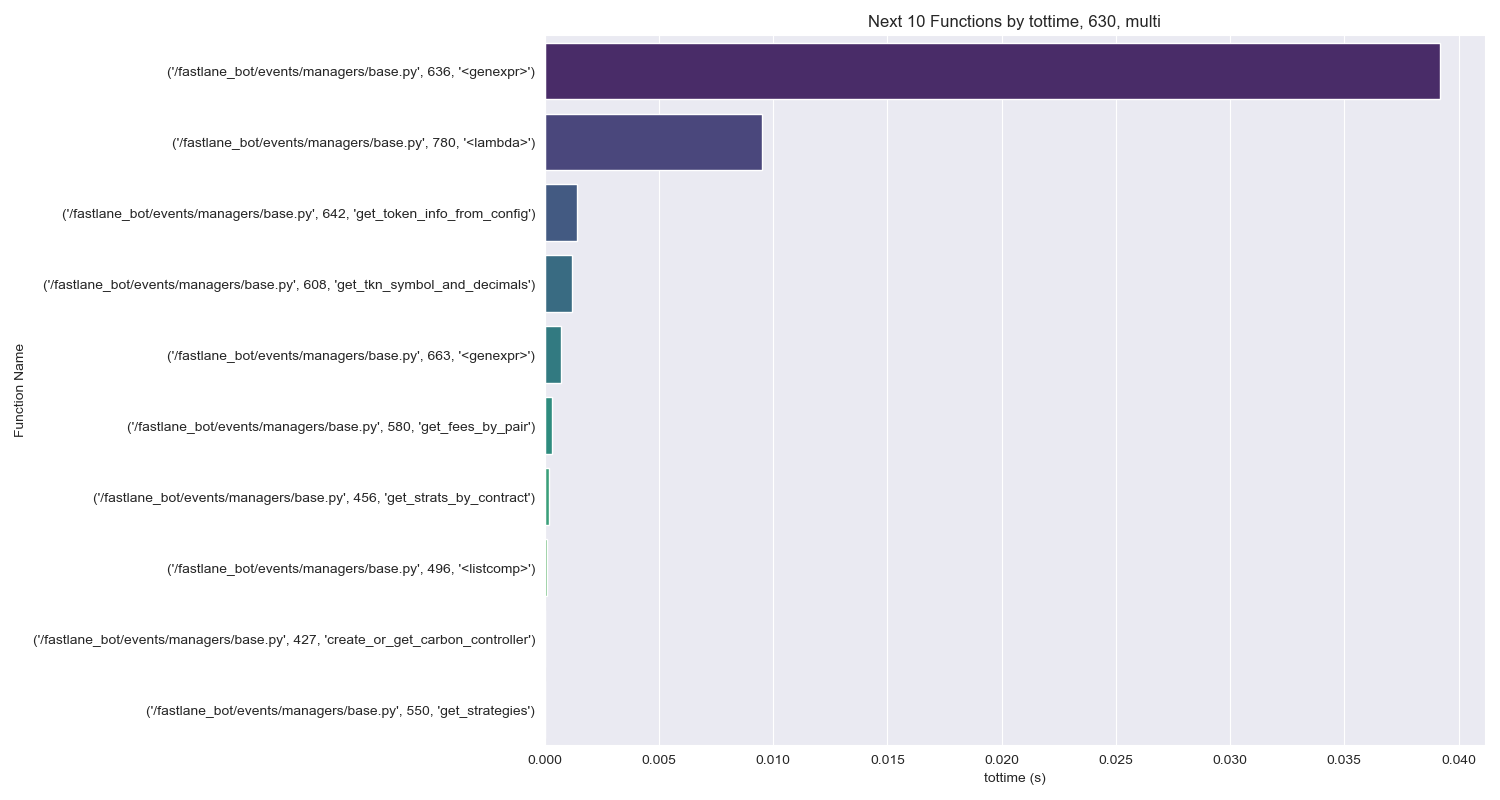 Next 10 Functions by tottime, 630, multi
('/fastlane_bot/events/managers/base.py', 636, '<genexpr>')
('/fastlane_bot/events/managers/base.py', 780, '<lambda>')
('/fastlane_bot/events/managers/base.py', 642, 'get_token_info_from_config')
('/fastlane_bot/events/managers/base.py', 608, 'get_tkn_symbol_and_decimals')
('/fastlane_bot/events/managers/base.py', 663, '<genexpr>')
('/fastlane_bot/events/managers/base.py', 580, 'get_fees_by_pair')
('/fastlane_bot/events/managers/base.py', 456, 'get_strats_by_contract')
('/fastlane_bot/events/managers/base.py', 496, '<listcomp>')
('/fastlane_bot/events/managers/base.py', 427, 'create_or_get_carbon_controller')
('/fastlane_bot/events/managers/base.py', 550, 'get_strategies')
Function Name
0.000 0.005 0.010 0.015 0.020 0.025 0.030 0.035 0.040
tottime (s)